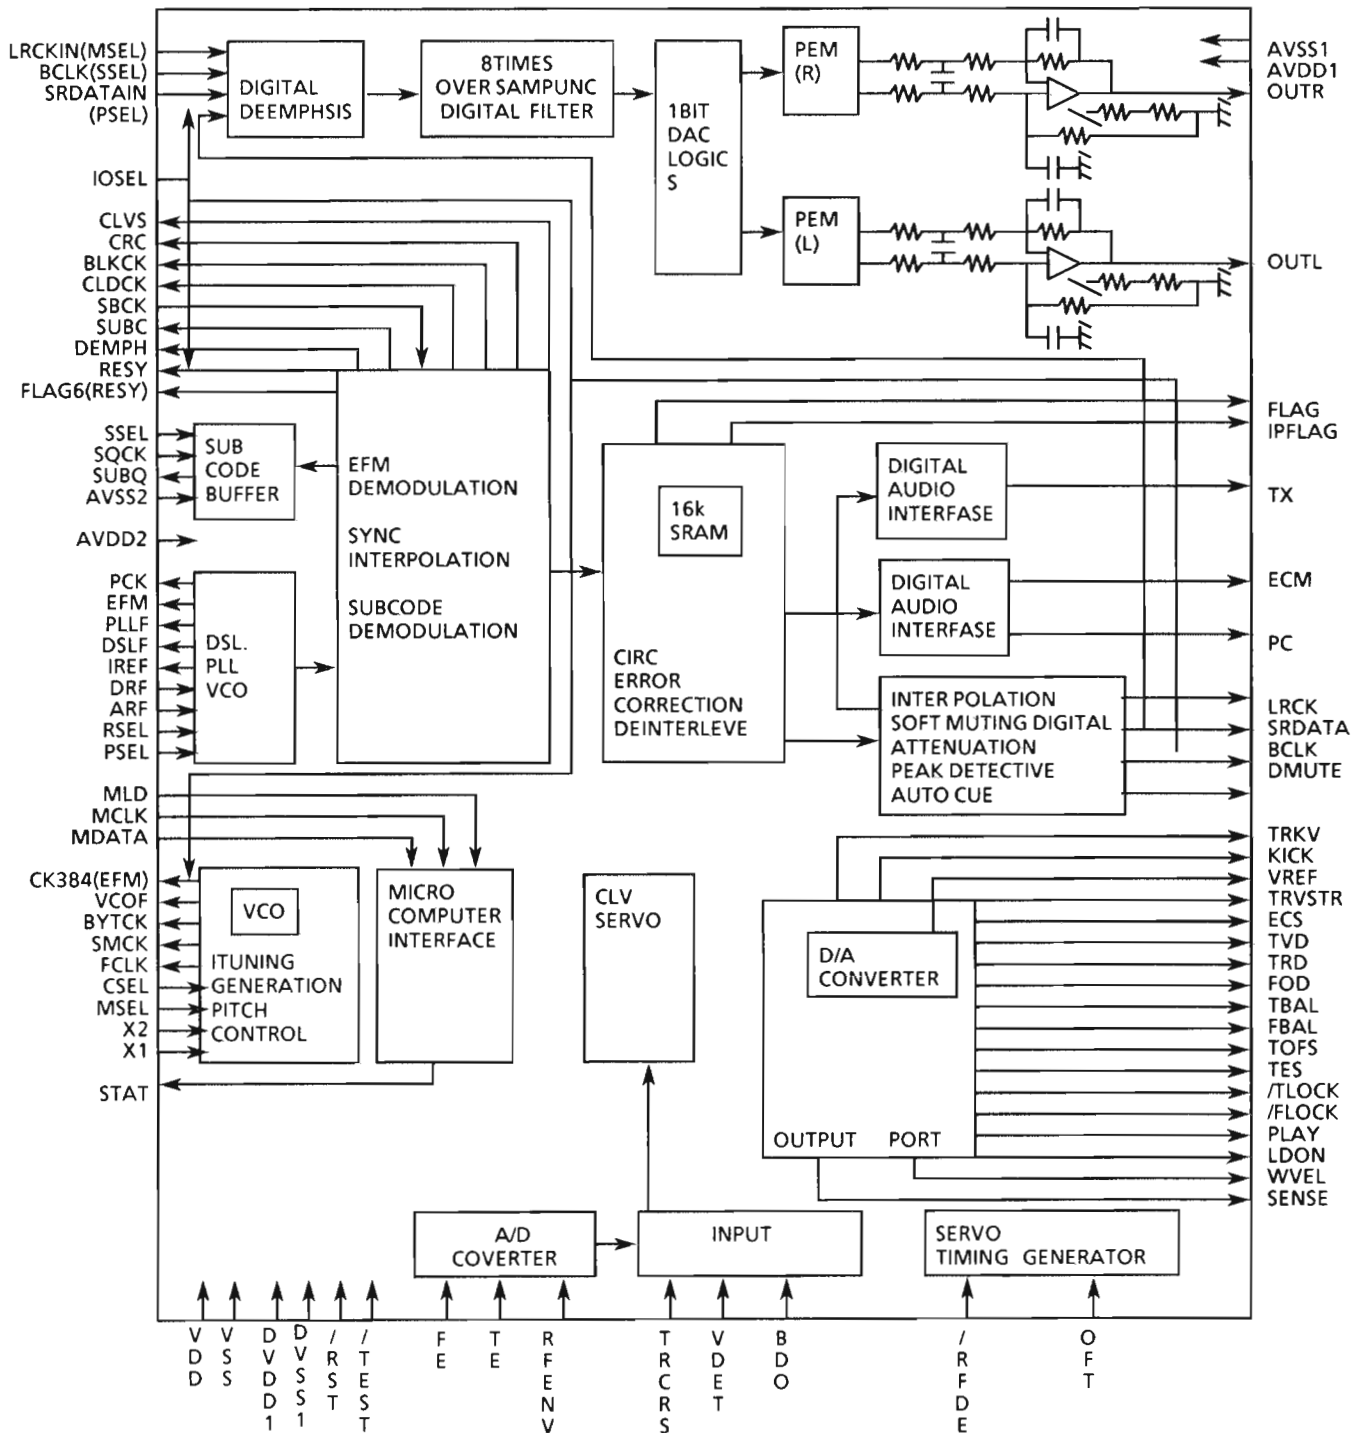 LRCKIN(MSEL)
BCLK(SSEL)
SRDATAIN
(PSEL)
IOSEL
CLVS
CRC
BLKCK
CLDCK
SBCK
SUBC
DEMPH
RESY
FLAG6(RESY)
SSEL
SQCK
SUBQ
AVSS2
AVDD2
PCK
EFM
PLLF
DSLF
IREF
DRF
ARF
RSEL
PSEL
MLD
MCLK
MDATA
CK384(EFM)
VCOF
BYTCK
SMCK
FCLK
CSEL
MSEL
X2
X1
STAT
DIGITAL
DEEMPHSIS
8TIMES
OVER SAMPUNC
DIGITAL FILTER
1BIT
DAC
LOGIC
S
PEM
(R)
PEM
(L)
AVSS1
AVDD1
OUTR
OUTL
SUB
CODE
BUFFER
DSL.
PLL
VCO
EFM
DEMODULATION
SYNC
INTERPOLATION
SUBCODE
DEMODULATION
16k
SRAM
CIRC
ERROR
CORRECTION
DEINTERLEVE
DIGITAL
AUDIO
INTERFASE
DIGITAL
AUDIO
INTERFASE
INTER POLATION
SOFT MUTING DIGITAL
ATTENUATION
PEAK DETECTIVE
AUTO CUE
FLAG
IPFLAG
TX
ECM
PC
LRCK
SRDATA
BCLK
DMUTE
VCO
ITUNING
GENERATION
PITCH
CONTROL
MICRO
COMPUTER
INTERFACE
CLV
SERVO
D/A
CONVERTER
OUTPUT PORT
TRKV
KICK
VREF
TRVSTR
ECS
TVD
TRD
FOD
TBAL
FBAL
TOFS
TES
/TLOCK
/FLOCK
PLAY
LDON
WVEL
SENSE
A/D
COVERTER
INPUT
SERVO
TIMING GENERATOR
VDD
VSS
DVDD1
DVSS1
/RST
/TEST
FE
TE
RFENV
TRCRS
VDET
BDO
/RFDE
OFT